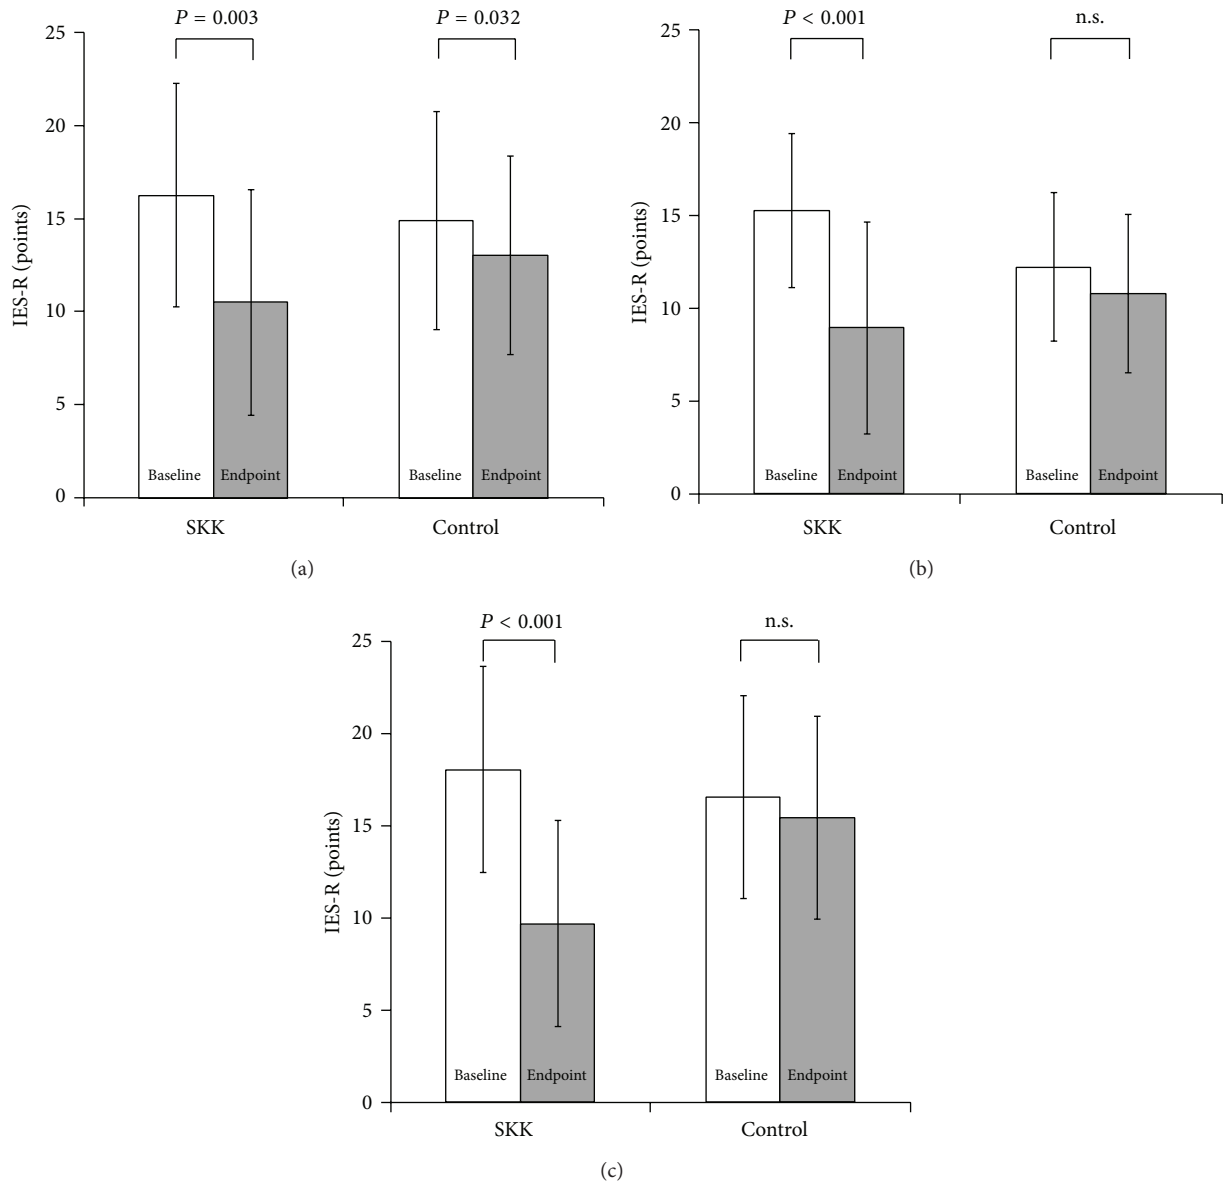 P = 0.003
P = 0.032
25
20
15
10
5
0
IES-R (points)
Baseline
Endpoint
Baseline
Endpoint
SKK
Control
(a)
P < 0.001
n.s.
25
20
15
10
5
0
IES-R (points)
Baseline
Endpoint
Baseline
Endpoint
SKK
Control
(b)
P < 0.001
n.s.
25
20
15
10
5
0
IES-R (points)
Baseline
Endpoint
Baseline
Endpoint
SKK
Control
(c)